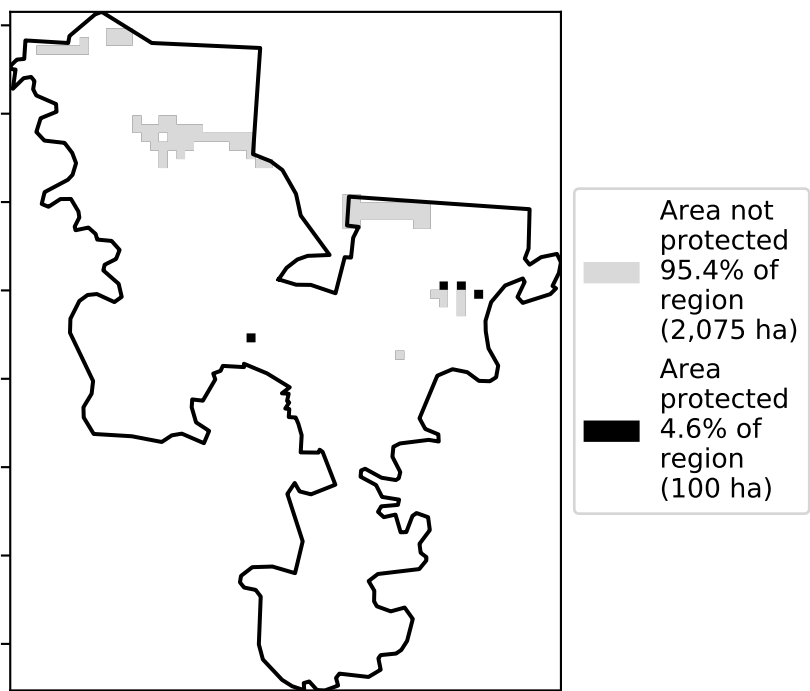 Area not
protected
95.4% of
region
(2,075 ha)
Area
protected
4.6% of
region
(100 ha)